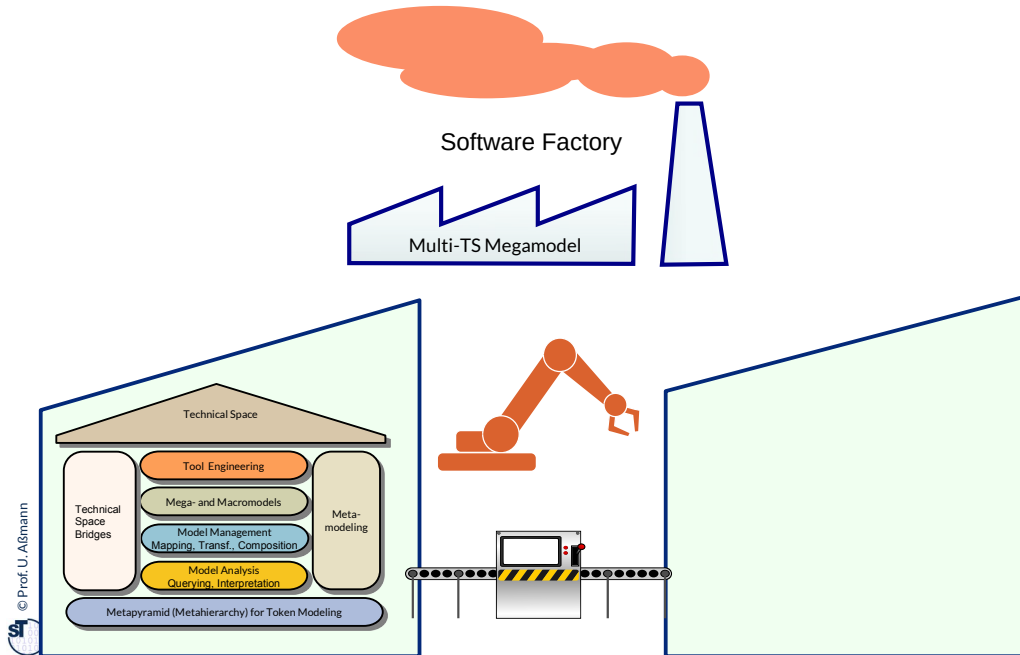 Software Factory
Multi-TS Megamodel
Technical Space
Technical
Space
Bridges
Tool Engineering
Mega- and Macromodels
Model Management
Mapping, Transf., Composition
Model Analysis
Querying, Interpretation
Meta-
modeling
Metapyramid (Metahierarchy) for Token Modeling
© Prof. U. Aßmann
ST